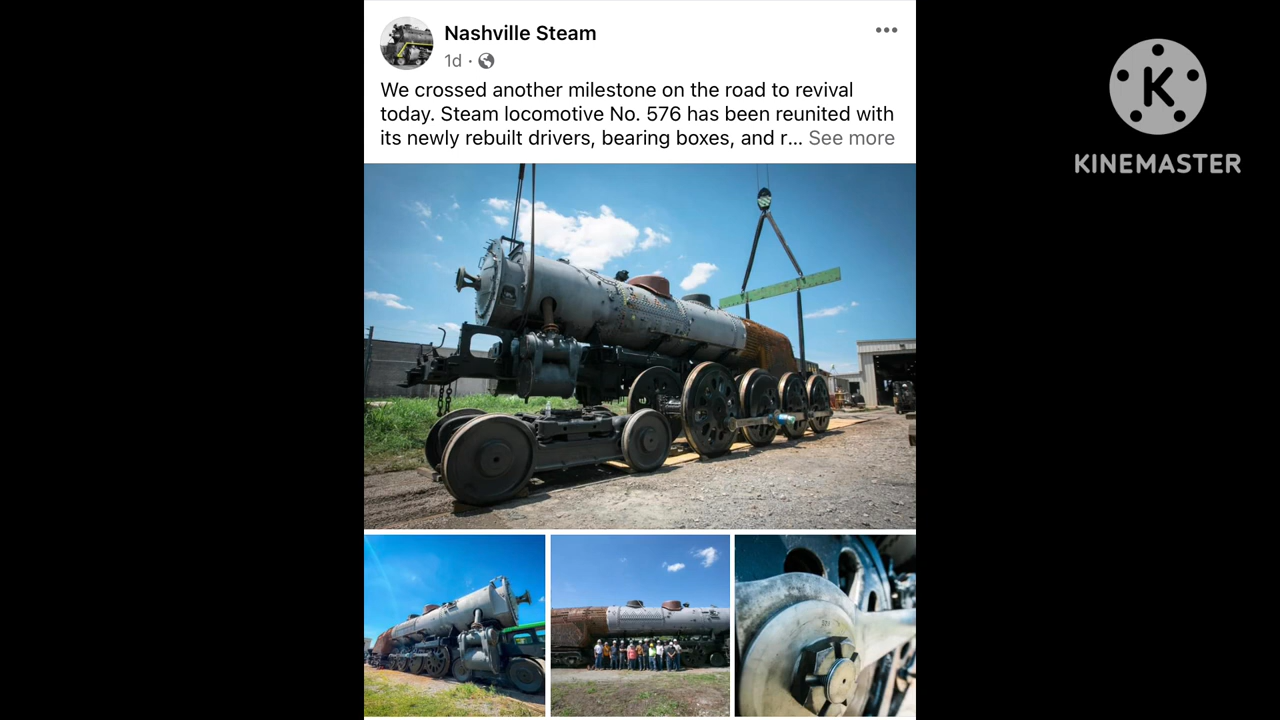 Nashville Steam
1d ·
We crossed another milestone on the road to revival
today. Steam locomotive No. 576 has been reunited with
its newly rebuilt drivers, bearing boxes, and r... See more
K
KINEMASTER